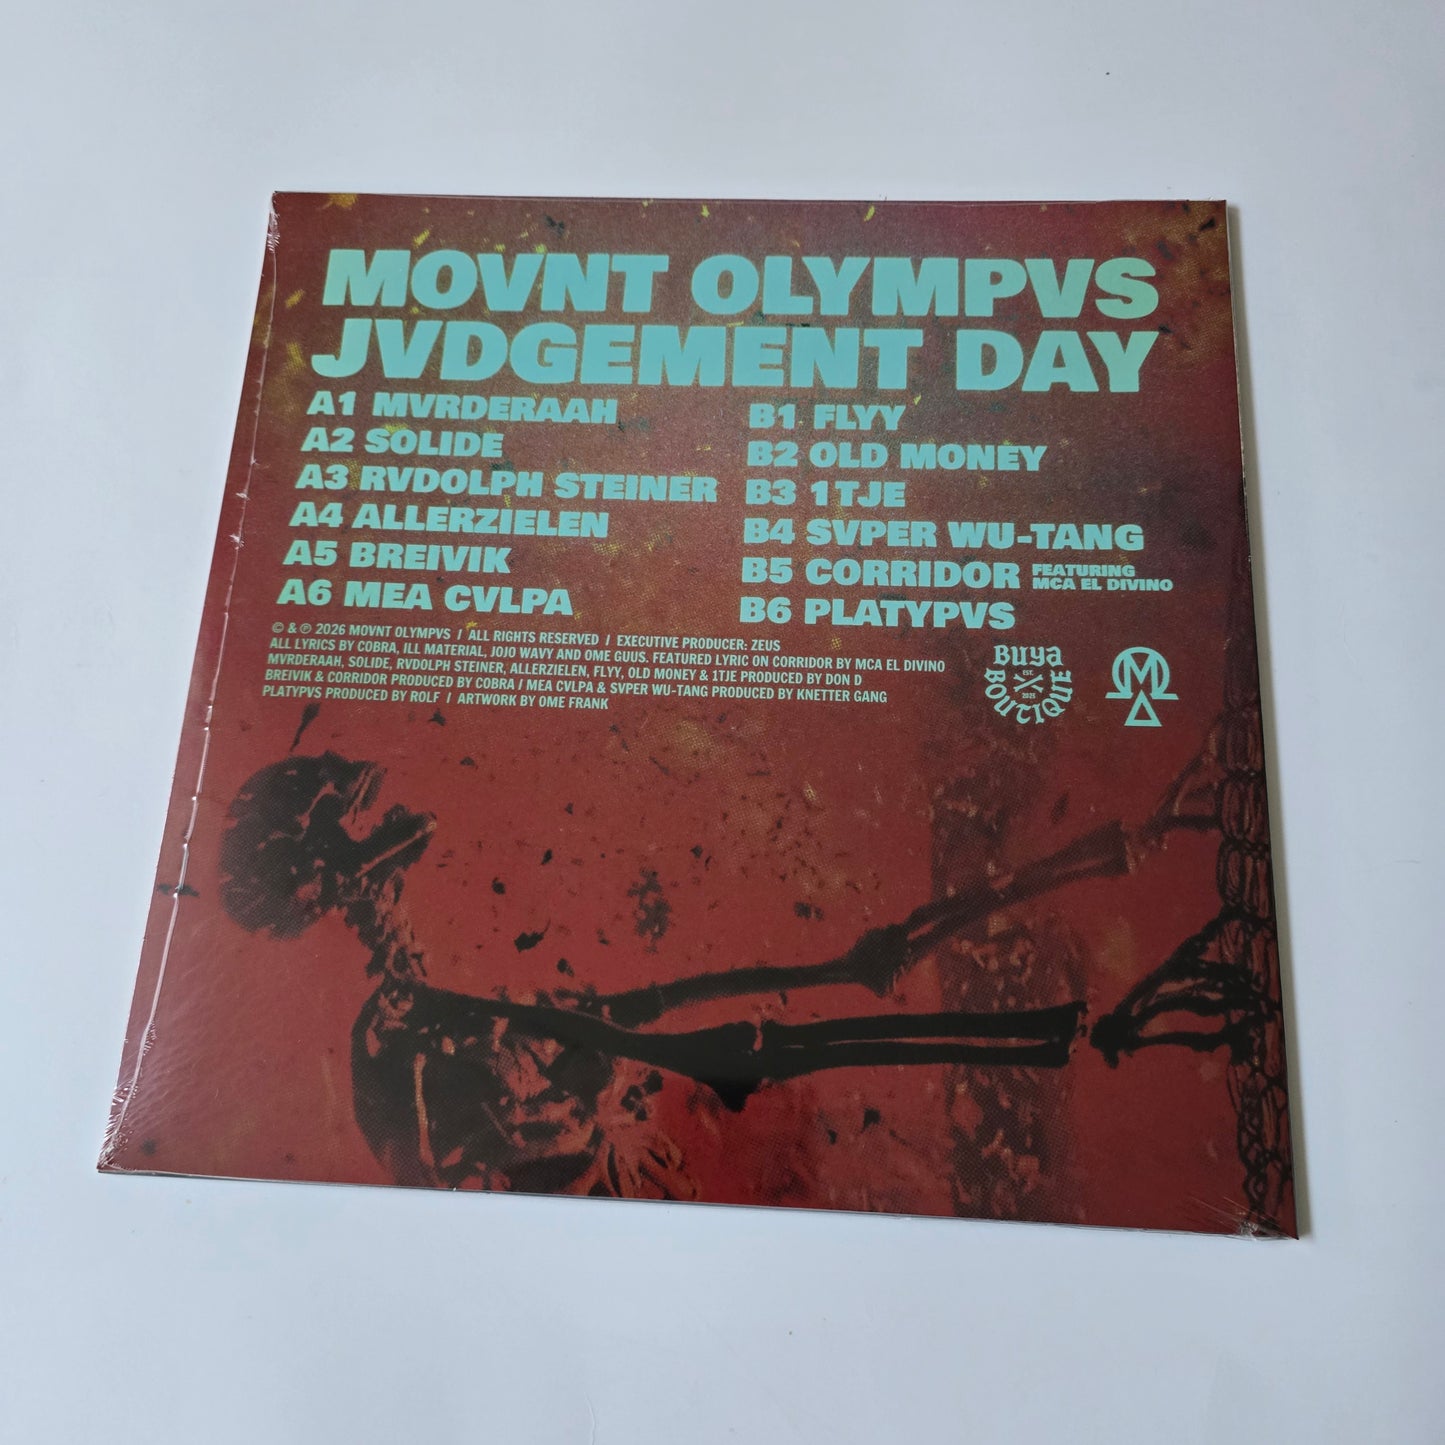 MOVNT OLYMPVS
JVDGEMENT DAY
A1 MVRDERAAH
A2 SOLIDE
A3 RVDOLPH STEINER
A4 ALLERZIELEN
A5 BREIVIK
A6 MEA CVLPA
B1 FLYY
B2 OLD MONEY
B3 1TJE
B4 SVPER WU-TANG
B5 CORRIDOR FEATURING
MCA EL DIVINO
B6 PLATYPVS
© & ℗ 2026 MOVNT OLYMPVS / ALL RIGHTS RESERVED / EXECUTIVE PRODUCER: ZEUS
ALL LYRICS BY COBRA, ILL MATERIAL, JOJO WAVY AND OME GUUS. FEATURED LYRIC ON CORRIDOR BY MCA EL DIVINO
MVRDERAAH, SOLIDE, RVDOLPH STEINER, ALLERZIELEN, FLYY, OLD MONEY & 1TJE PRODUCED BY DON D
BREIVIK & CORRIDOR PRODUCED BY COBRA / MEA CVLPA & SVPER WU-TANG PRODUCED BY KNETTER GANG
PLATYPVS PRODUCED BY ROLF / ARTWORK BY OME FRANK
BUYA
EST.
2021
BOUTIQUE